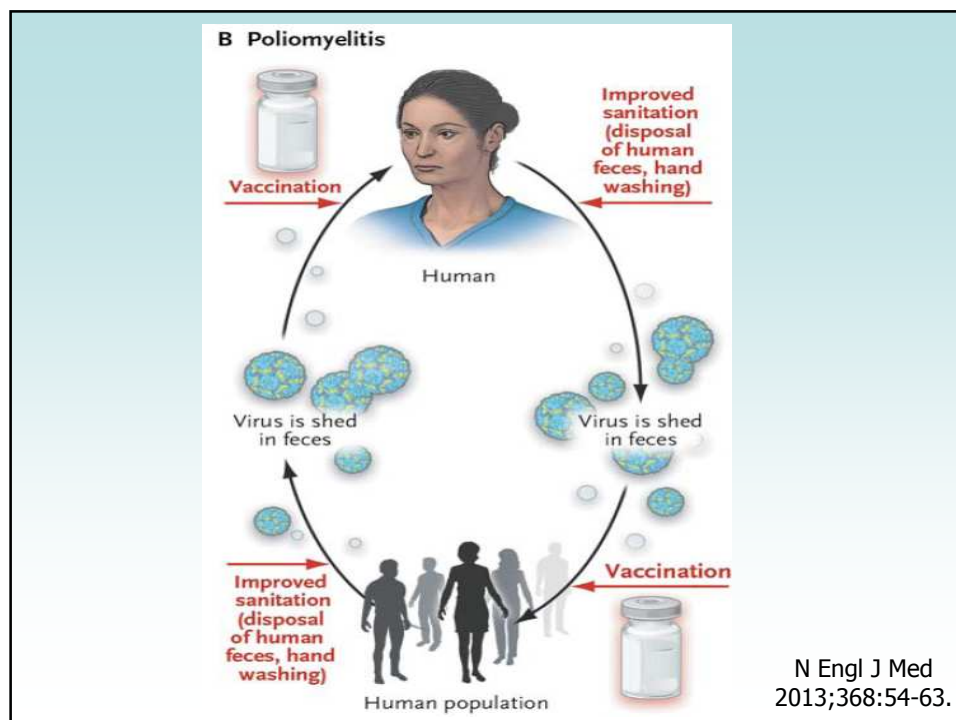 B Poliomyelitis
Vaccination
Improved
sanitation
(disposal
of human
feces, hand
washing)
Human
Virus is shed
in feces
Virus is shed
in feces
Improved
sanitation
(disposal
of human
feces, hand
washing)
Vaccination
Human population
N Engl J Med
2013;368:54-63.